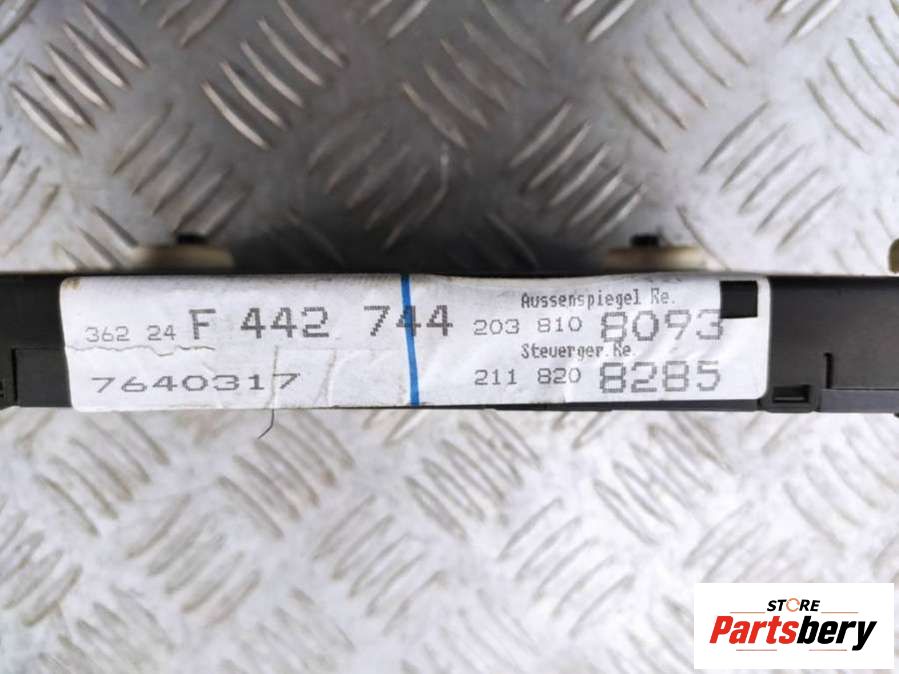 Aussenspiegel Re.
362 24 F 442 744 203 810 8093
Steuerger. Re.
7640317 211 820 8285
STORE
Partsbery